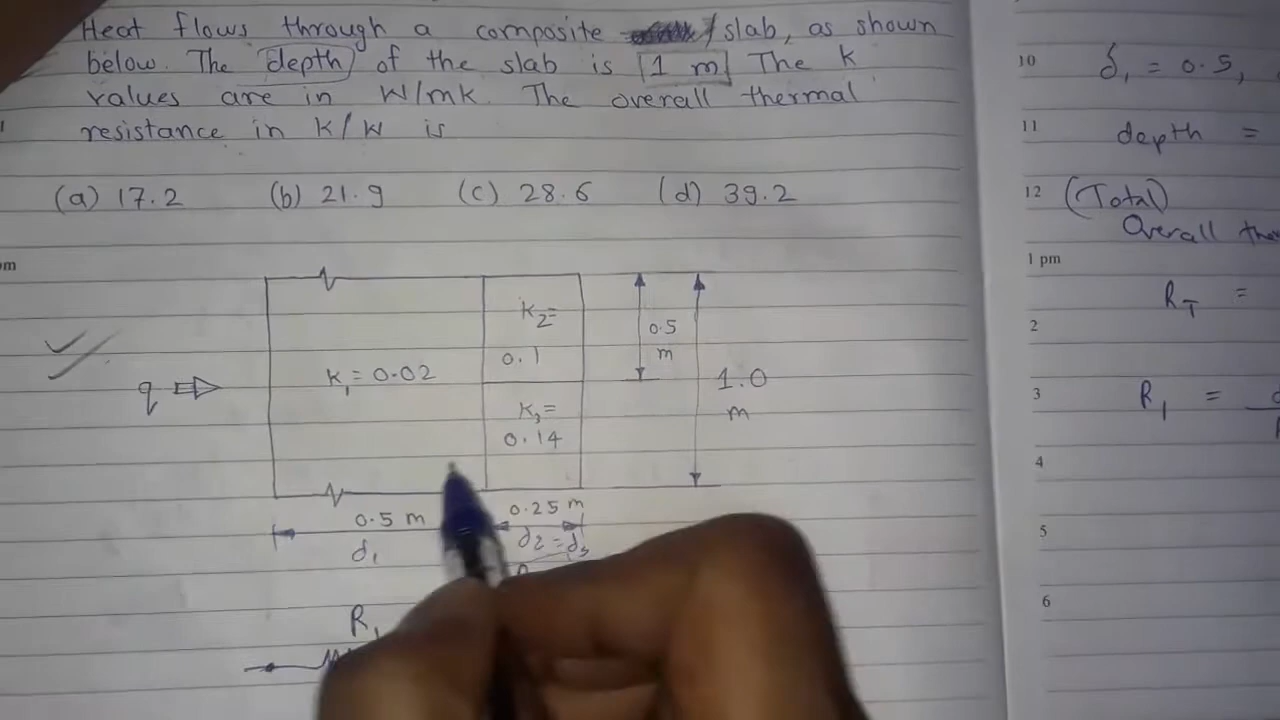 Heat flows through a composite slab, as shown
below. The depth of the slab is 1 m The k
values are in W/mk. The overall thermal
resistance in K/W is
(a) 17.2 (b) 21.9 (c) 28.6 (d) 39.2
K2=
0.1
K1 = 0.02
K3=
0.14
q
0.5
m
1.0
m
0.5 m
δ1
0.25 m
δ2 = δ3
R1
10 δ1 = 0.5,
11 depth =
12 (Total)
Overall
1 pm
RT =
2
3 R1 =
4
5
6